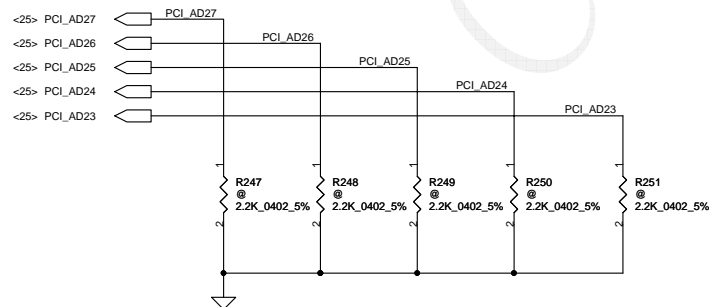 <25> PCI_AD27
PCI_AD27
<25> PCI_AD26
PCI_AD26
<25> PCI_AD25
PCI_AD25
<25> PCI_AD24
PCI_AD24
<25> PCI_AD23
PCI_AD23
1
1
1
1
1
R247
@
2.2K_0402_5%
R248
@
2.2K_0402_5%
R249
@
2.2K_0402_5%
R250
@
2.2K_0402_5%
R251
@
2.2K_0402_5%
2
2
2
2
2